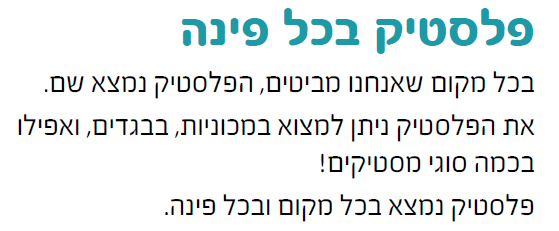 פלסטיק בכל פינה
בכל מקום שאנחנו מביטים, הפלסטיק נמצא שם.
את הפלסטיק ניתן למצוא במכוניות, בבגדים, ואפילו
בכמה סוגי מסטיקים!
פלסטיק נמצא בכל מקום ובכל פינה.